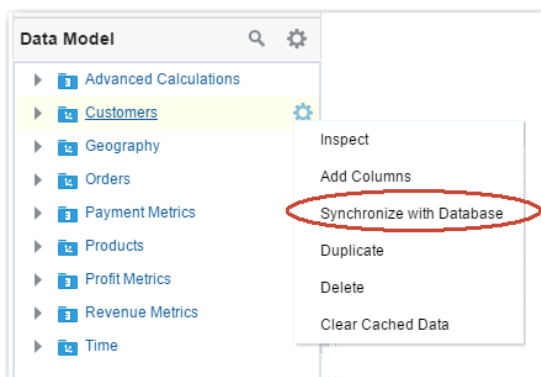 Data Model
Advanced Calculations
Customers
Geography
Orders
Payment Metrics
Products
Profit Metrics
Revenue Metrics
Time
Inspect
Add Columns
Synchronize with Database
Duplicate
Delete
Clear Cached Data